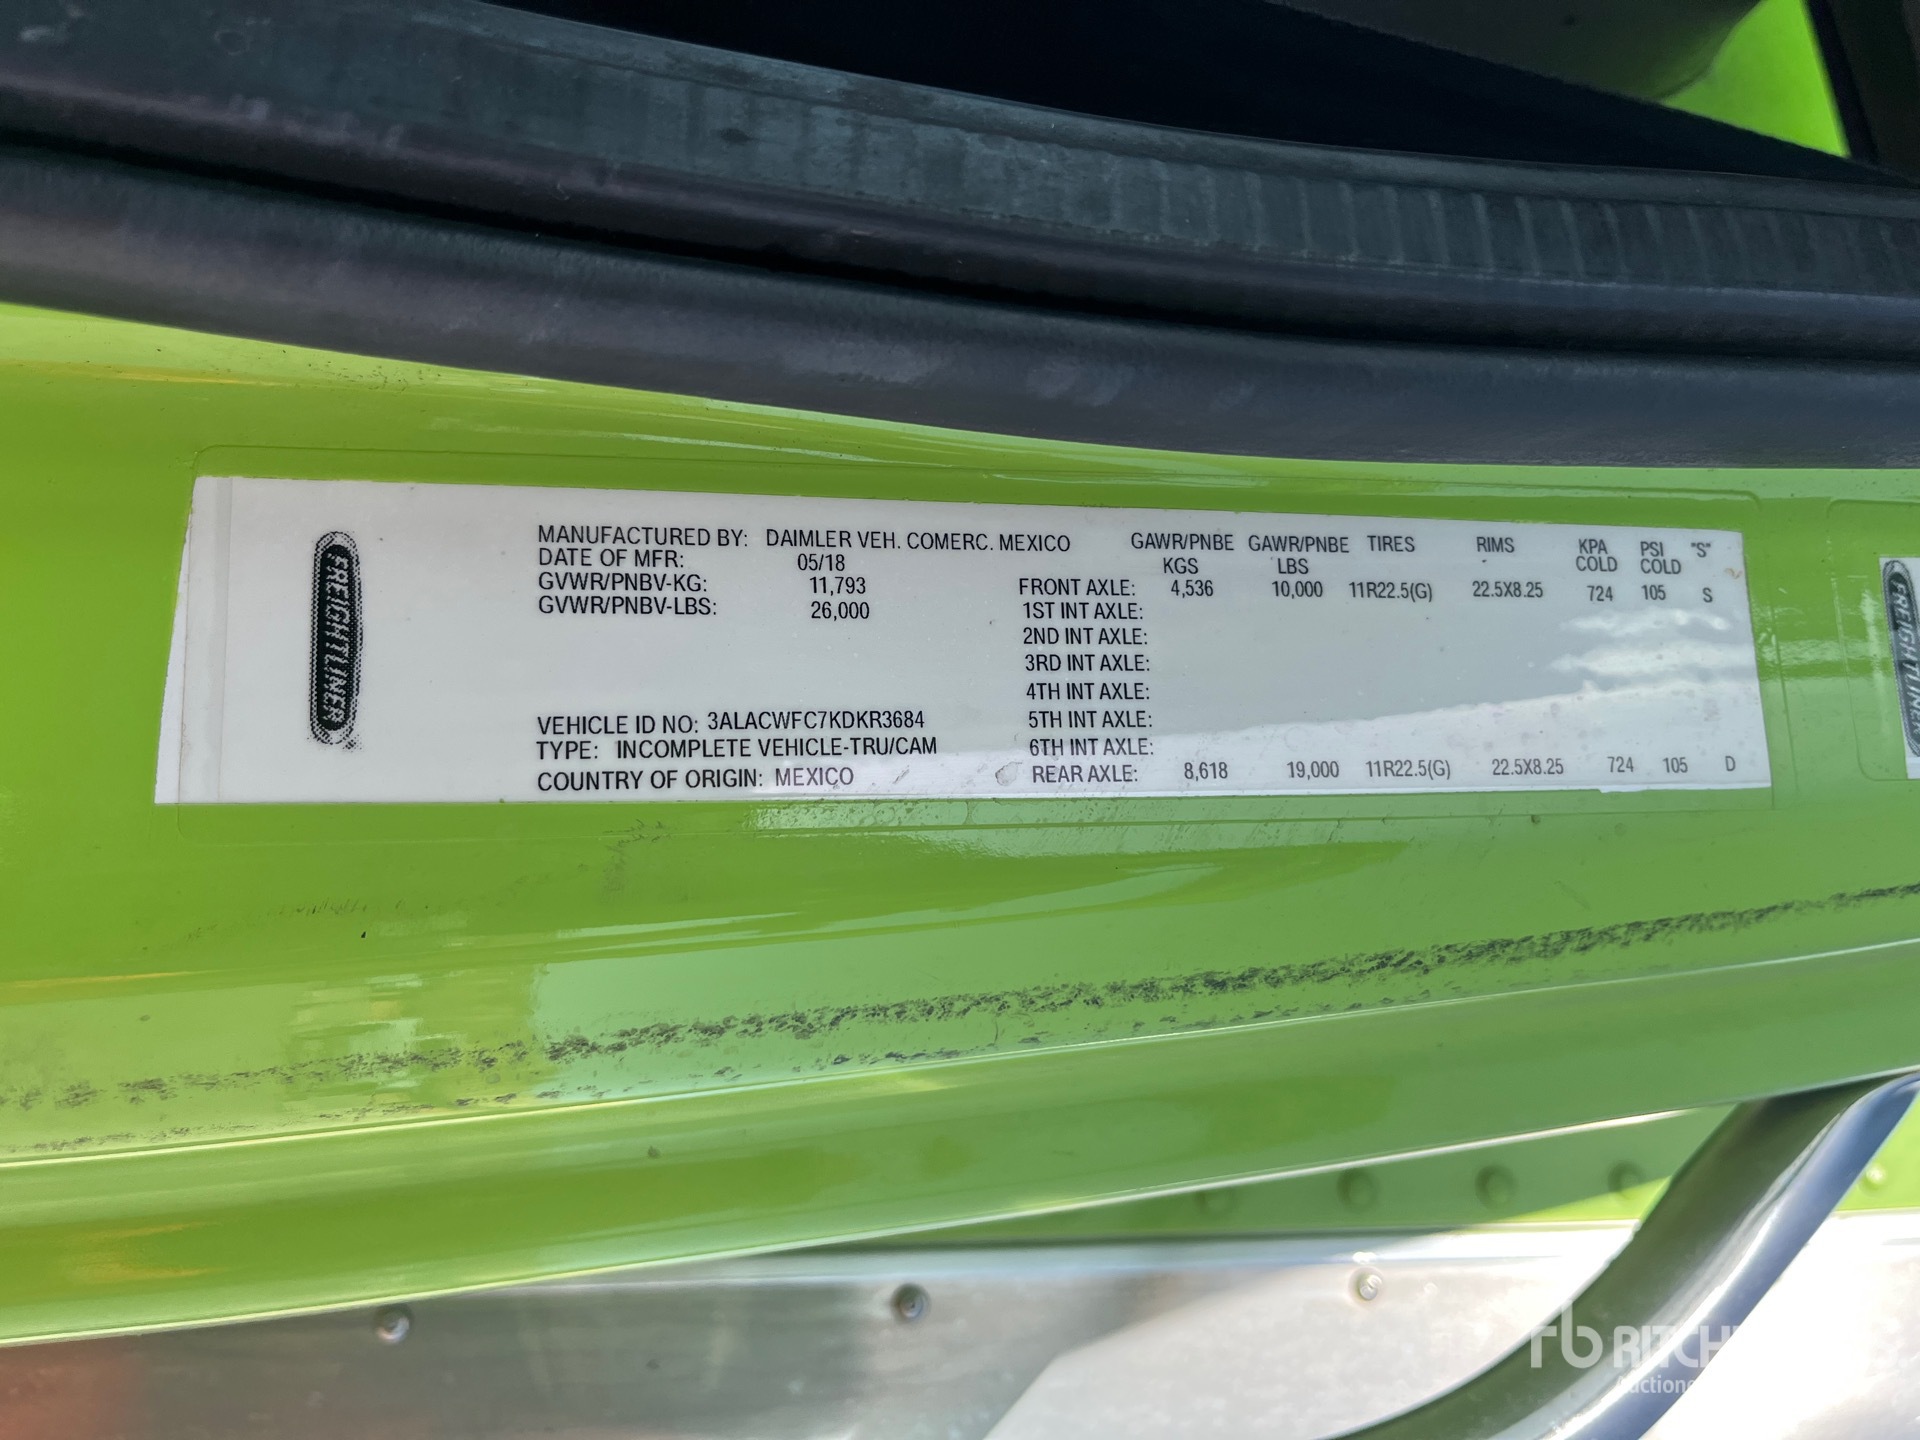 FREIGHTLINER
MANUFACTURED BY: DAIMLER VEH. COMERC. MEXICO
DATE OF MFR: 05/18
GVWR/PNBV-KG: 11,793
GVWR/PNBV-LBS: 26,000
VEHICLE ID NO: 3ALACWFC7KDKR3684
TYPE: INCOMPLETE VEHICLE-TRU/CAM
COUNTRY OF ORIGIN: MEXICO
GAWR/PNBE KGS GAWR/PNBE LBS TIRES RIMS KPA COLD PSI COLD "S"
FRONT AXLE: 4,536 10,000 11R22.5(G) 22.5X8.25 724 105 S
1ST INT AXLE:
2ND INT AXLE:
3RD INT AXLE:
4TH INT AXLE:
5TH INT AXLE:
6TH INT AXLE:
REAR AXLE: 8,618 19,000 11R22.5(G) 22.5X8.25 724 105 D
FREIGHTLINER
rb